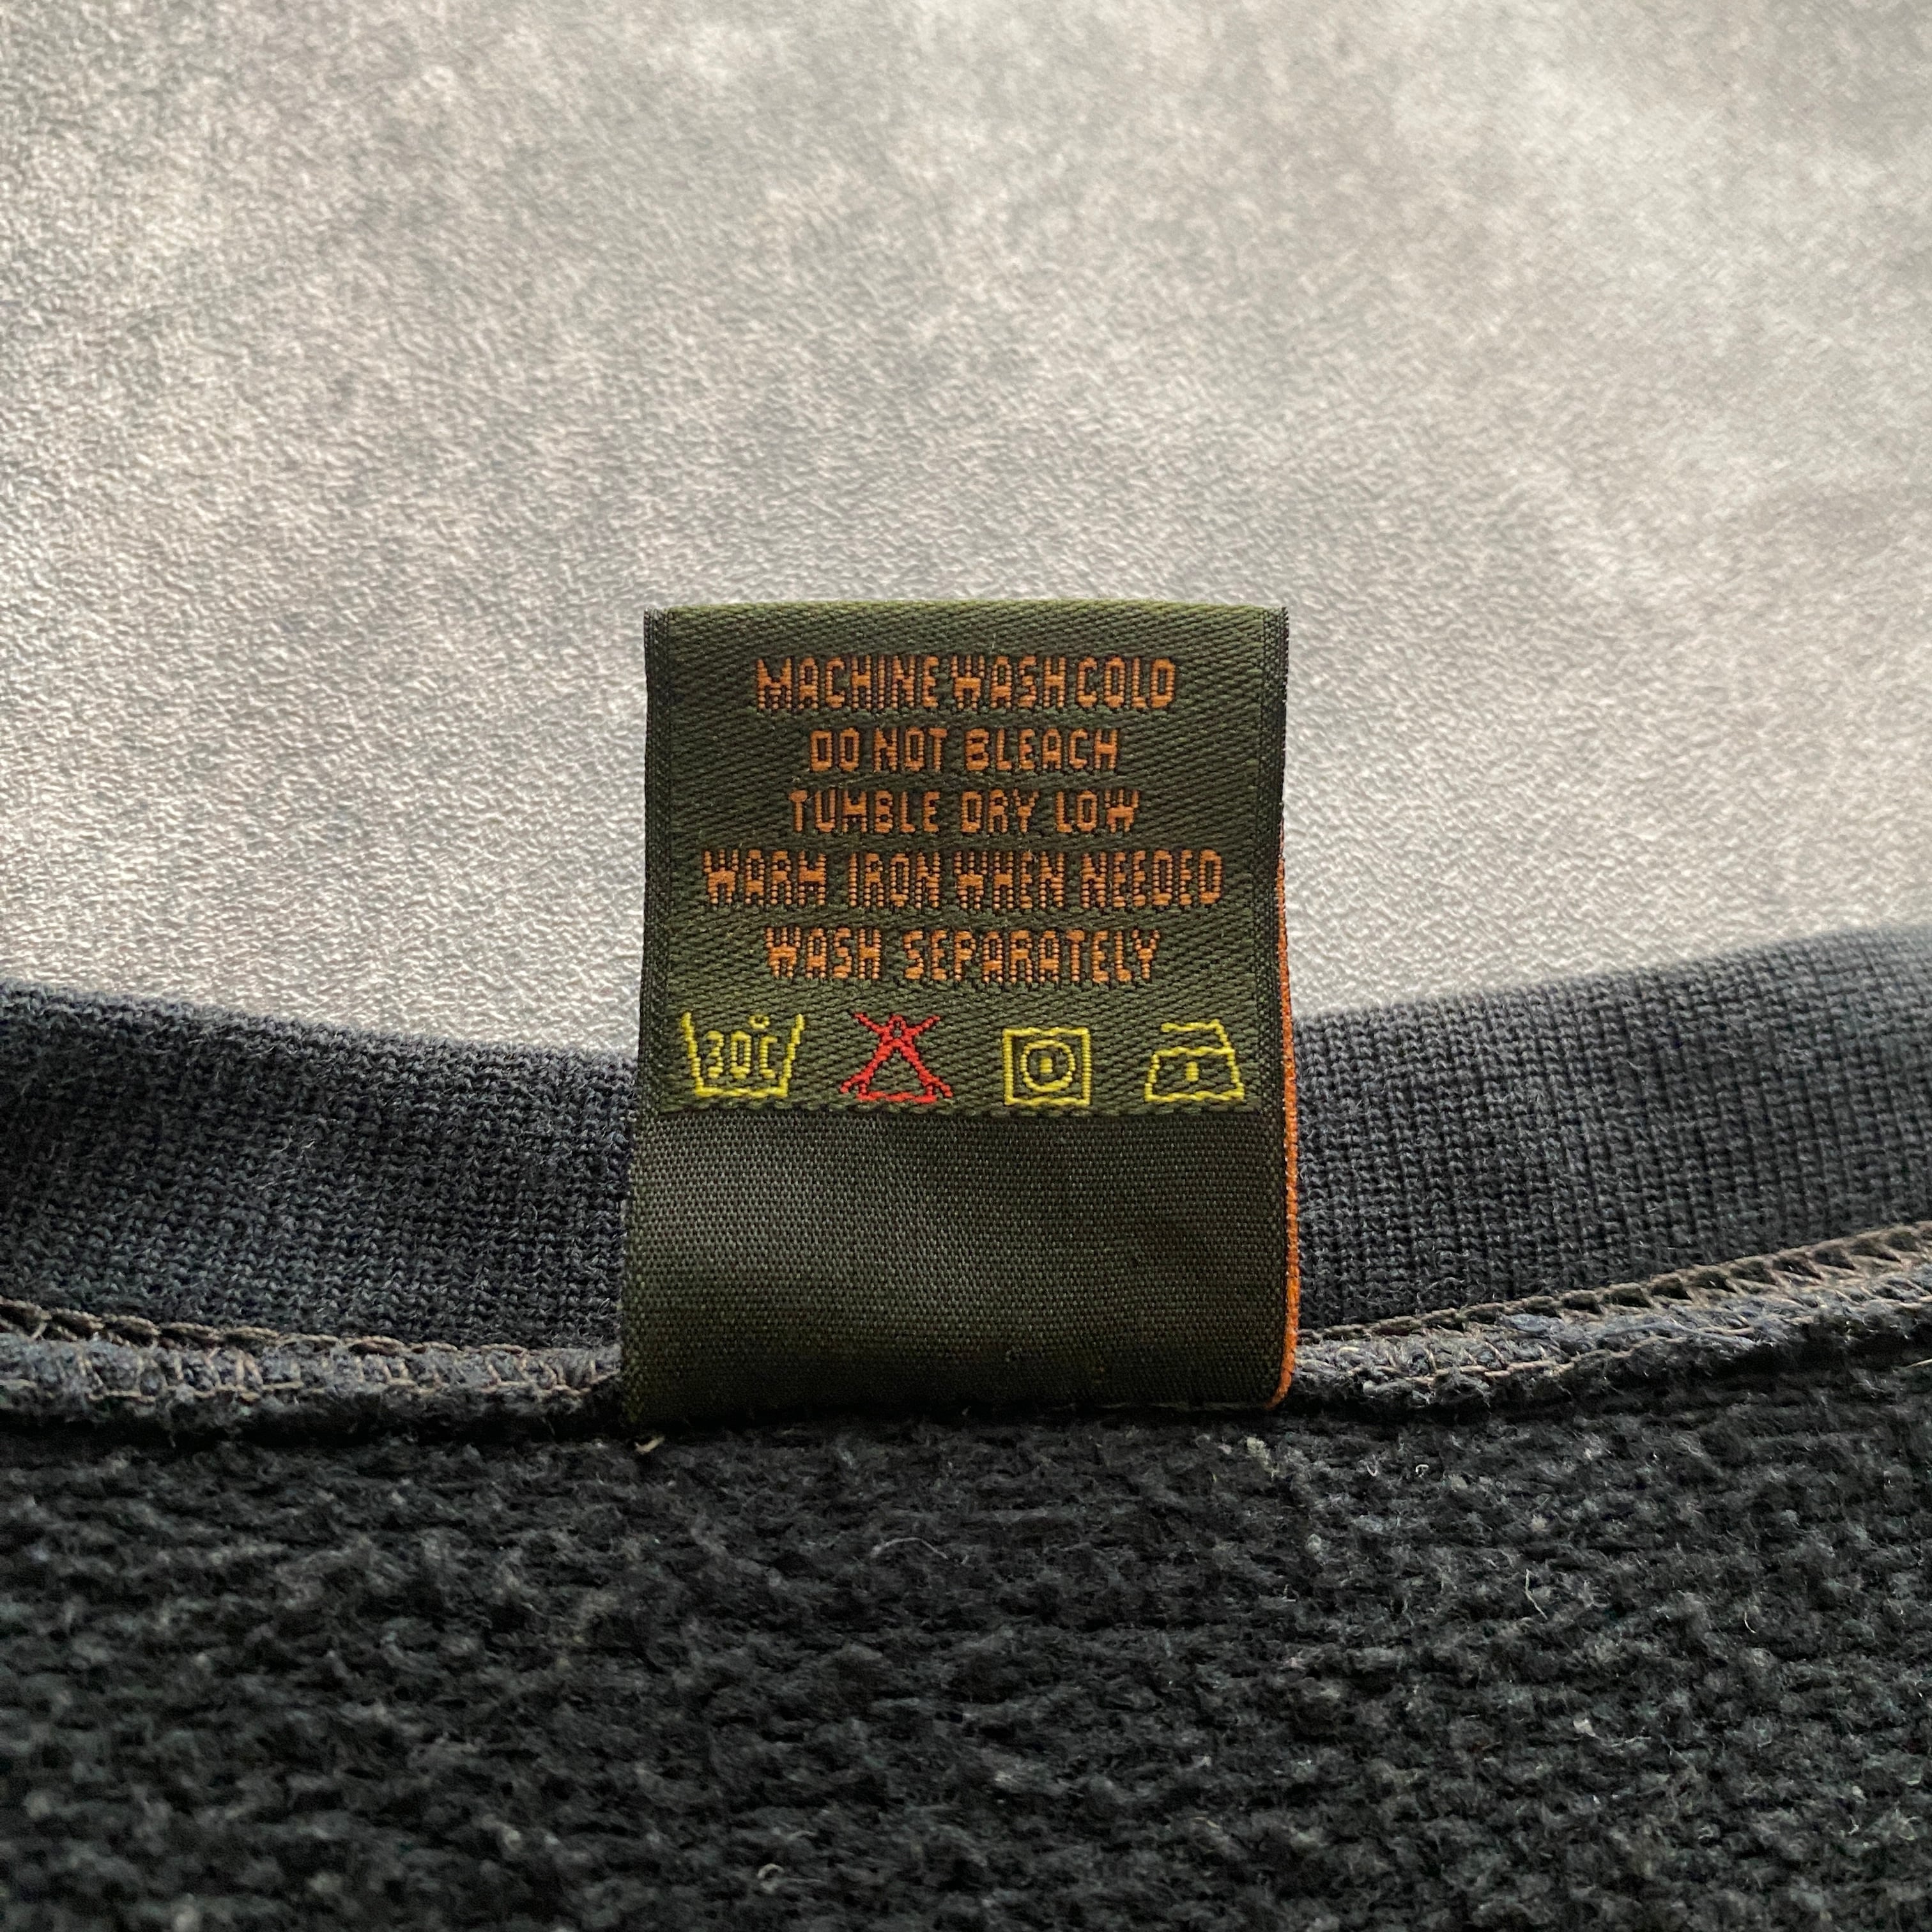 MACHINE WASH COLD
DO NOT BLEACH
TUMBLE DRY LOW
WARM IRON WHEN NEEDED
WASH SEPARATELY
30°C